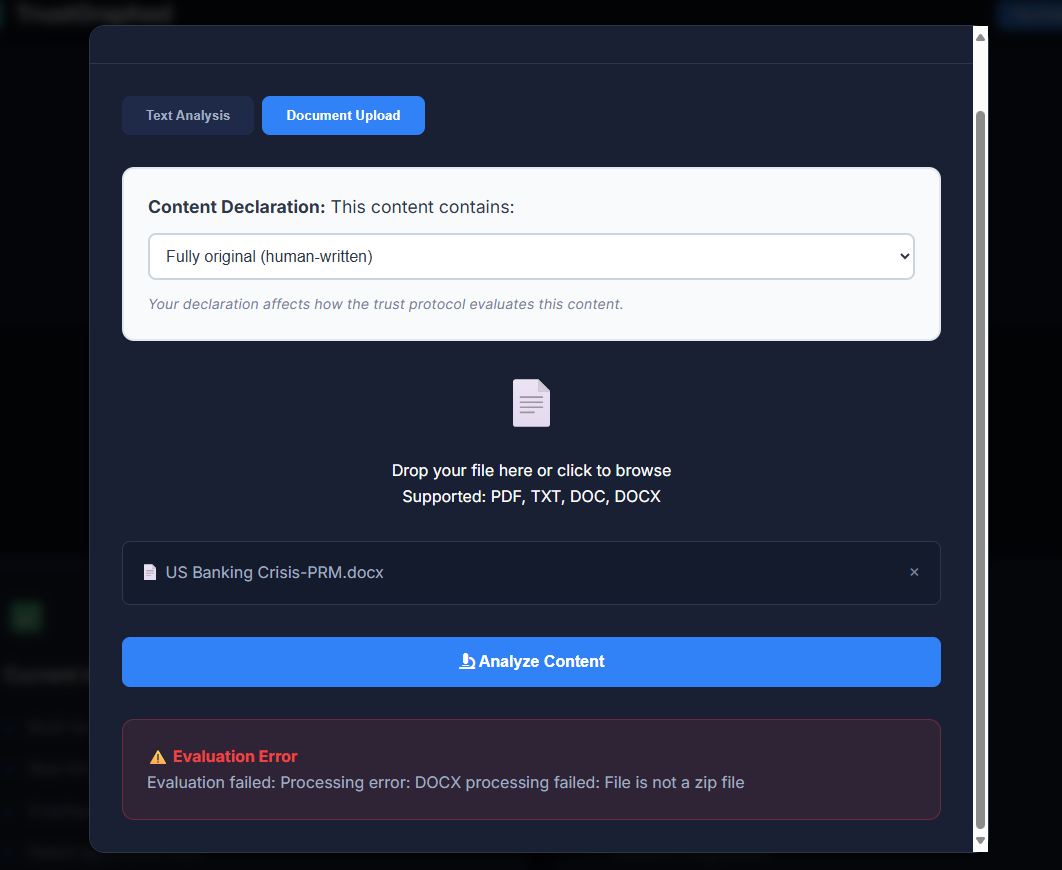 TrustGraphed
Text Analysis
Document Upload
Content Declaration: This content contains:
Fully original (human-written)
Your declaration affects how the trust protocol evaluates this content.
Drop your file here or click to browse
Supported: PDF, TXT, DOC, DOCX
US Banking Crisis-PRM.docx
×
Analyze Content
Evaluation Error
Evaluation failed: Processing error: DOCX processing failed: File is not a zip file